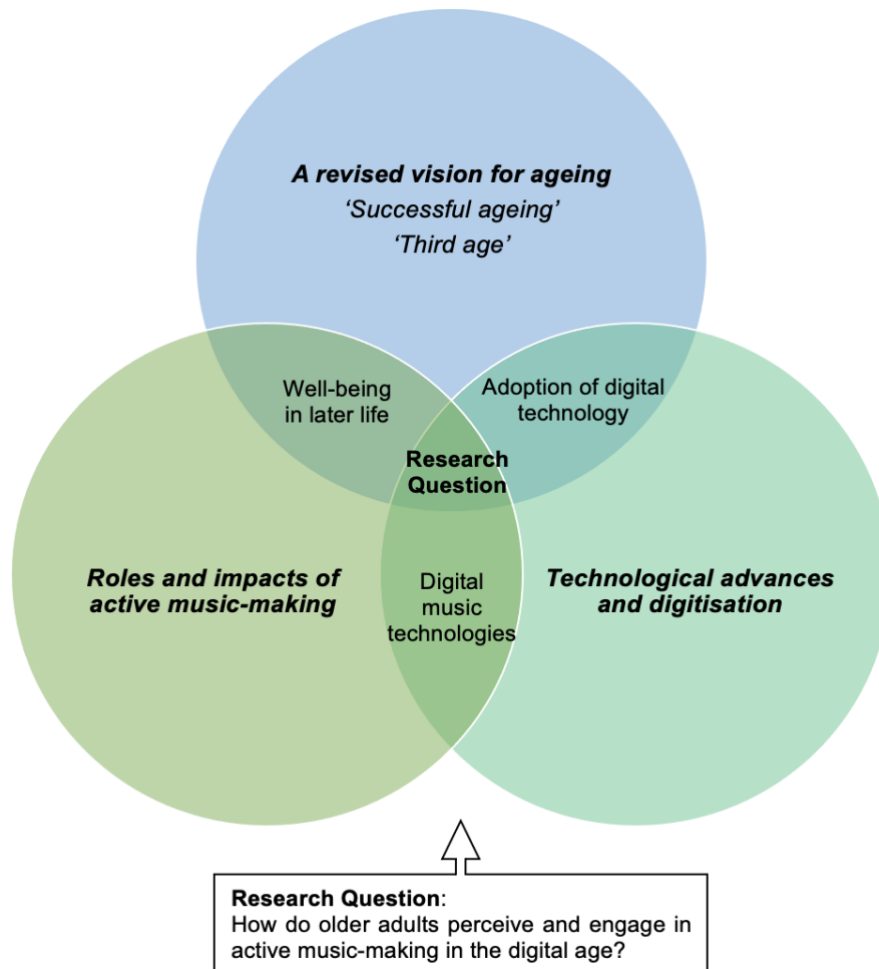 A revised vision for ageing
‘Successful ageing’
‘Third age’
Well-being
in later life
Adoption of digital
technology
Research
Question
Roles and impacts of
active music-making
Digital
music
technologies
Technological advances
and digitisation
Research Question:
How do older adults perceive and engage in
active music-making in the digital age?